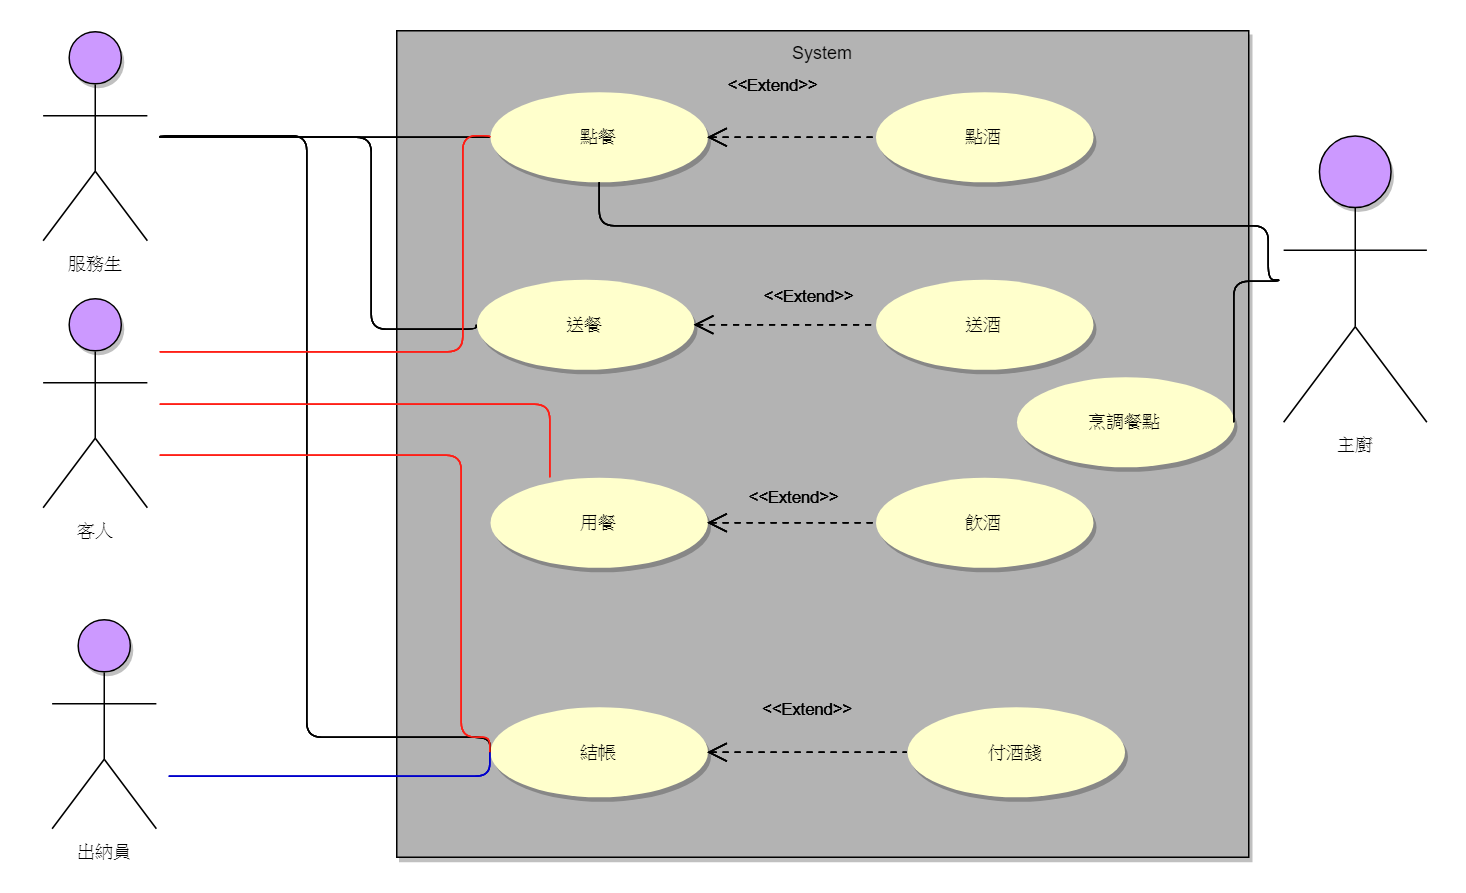 System
<<Extend>>
點餐
點酒
服務生
<<Extend>>
送餐
送酒
烹調餐點
主廚
客人
<<Extend>>
用餐
飲酒
<<Extend>>
結帳
付酒錢
出納員